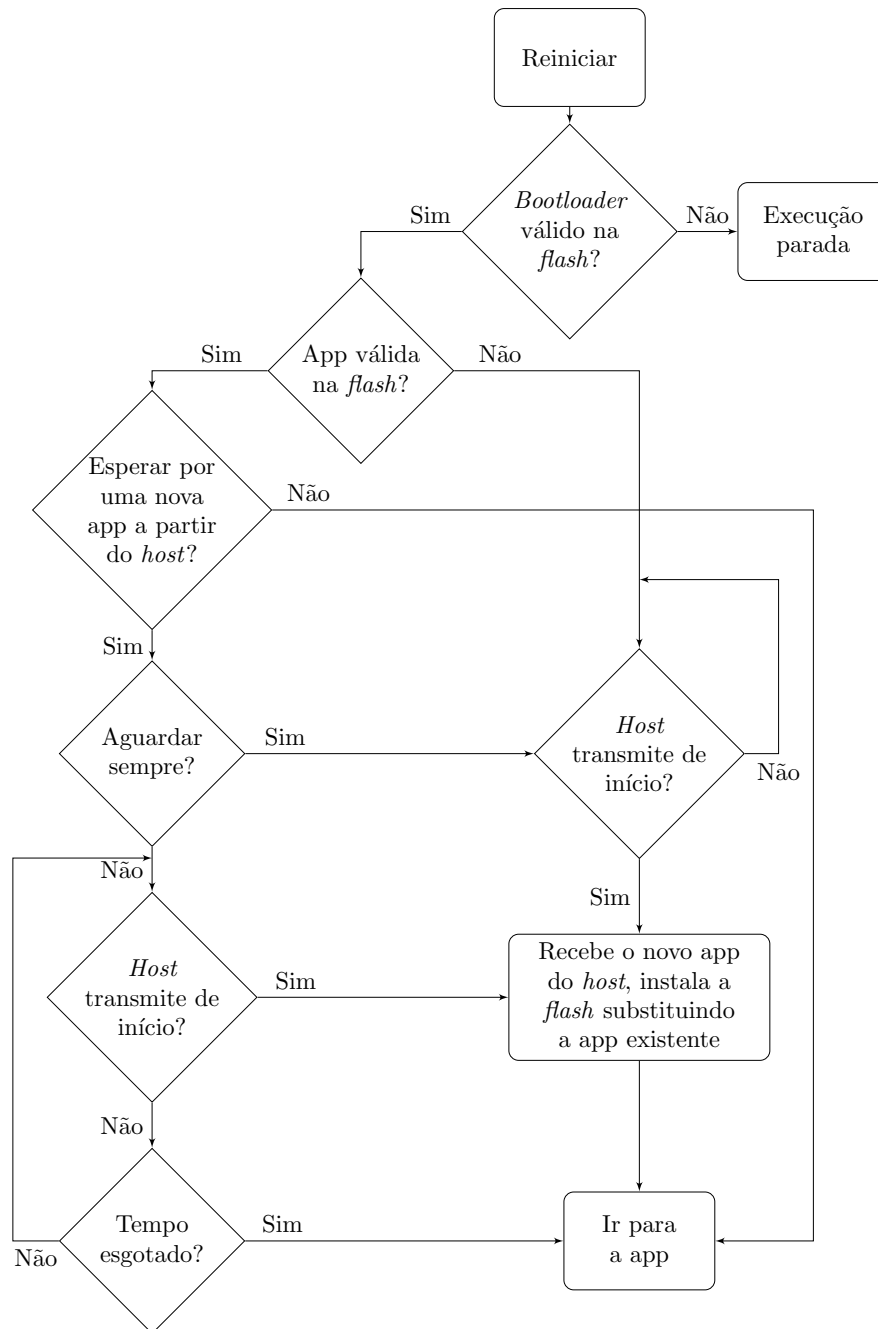 Reiniciar
Bootloader
válido na
flash?
Sim
Não
Execução
parada
App válida
na flash?
Sim
Não
Esperar por
uma nova
app a partir
do host?
Não
Sim
Aguardar
sempre?
Sim
Host
transmite de
início?
Não
Não
Sim
Host
transmite de
início?
Sim
Recebe o novo app
do host, instala a
flash substituindo
a app existente
Não
Tempo
esgotado?
Não
Sim
Ir para
a app